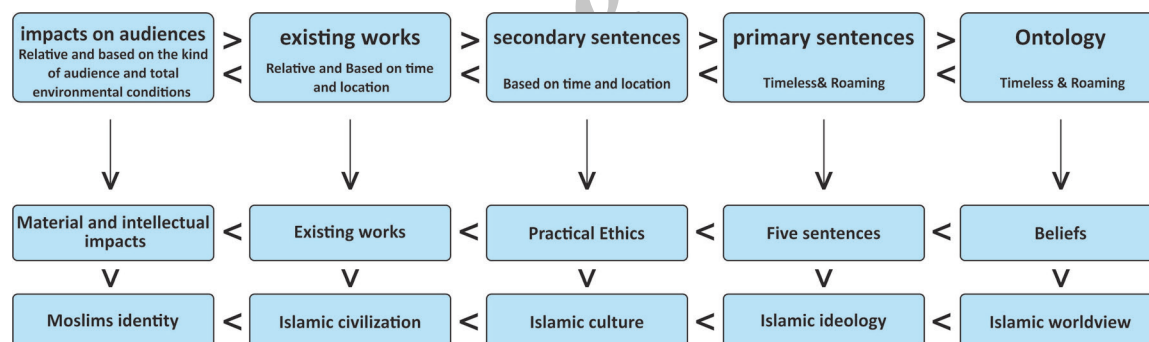 impacts on audiences
Relative and based on the kind
of audience and total
environmental conditions
>
<
existing works
Relative and Based on time
and location
>
<
secondary sentences
Based on time and location
>
<
primary sentences
Timeless& Roaming
>
<
Ontology
Timeless & Roaming
Material and intellectual
impacts
<
Existing works
<
Practical Ethics
<
Five sentences
<
Beliefs
Moslims identity
<
Islamic civilization
<
Islamic culture
<
Islamic ideology
<
Islamic worldview